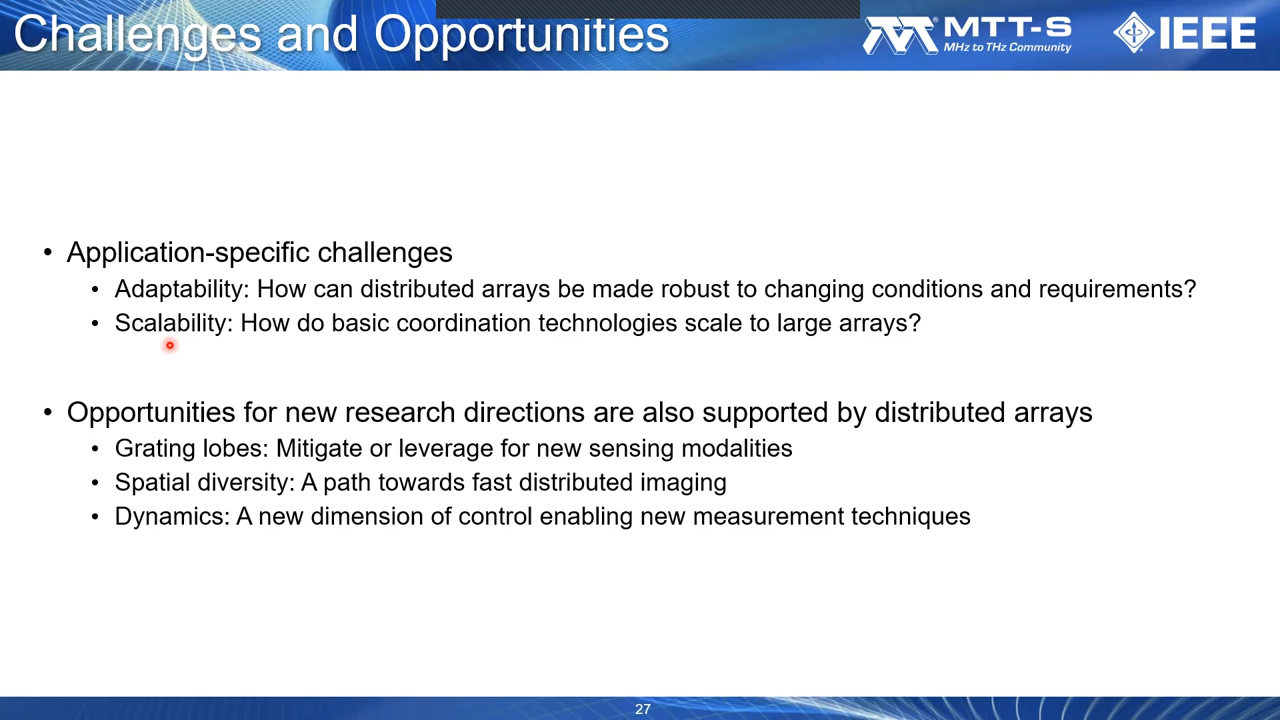 Challenges and Opportunities
MTT-S
MHz to THz Community
IEEE
• Application-specific challenges
• Adaptability: How can distributed arrays be made robust to changing conditions and requirements?
• Scalability: How do basic coordination technologies scale to large arrays?
• Opportunities for new research directions are also supported by distributed arrays
• Grating lobes: Mitigate or leverage for new sensing modalities
• Spatial diversity: A path towards fast distributed imaging
• Dynamics: A new dimension of control enabling new measurement techniques
27